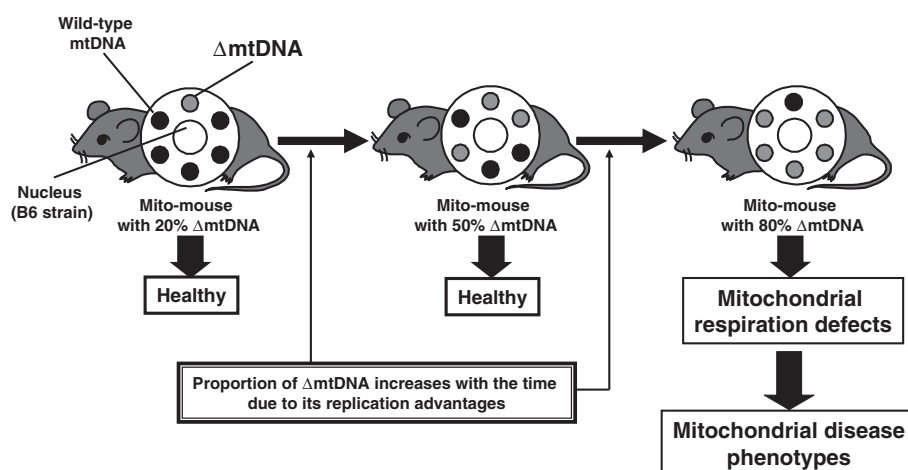 Wild-type
mtDNA
ΔmtDNA
Nucleus
(B6 strain)
Mito-mouse
with 20% ΔmtDNA
Mito-mouse
with 50% ΔmtDNA
Mito-mouse
with 80% ΔmtDNA
Healthy
Healthy
Mitochondrial
respiration defects
Proportion of ΔmtDNA increases with the time
due to its replication advantages
Mitochondrial disease
phenotypes